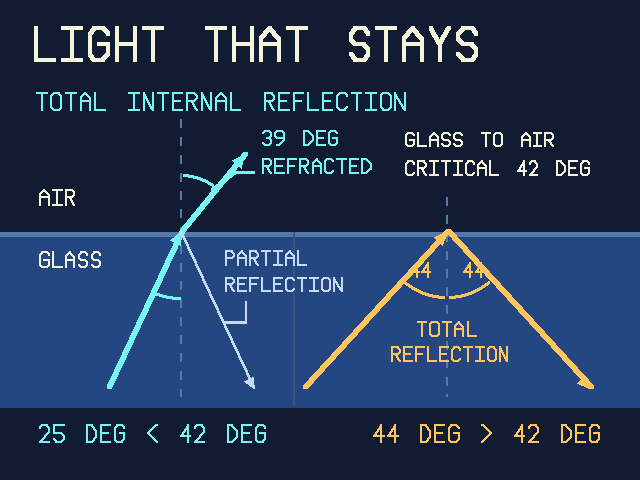 LIGHT THAT STAYS
TOTAL INTERNAL REFLECTION
39 DEG
REFRACTED
GLASS TO AIR
CRITICAL 42 DEG
AIR
GLASS
PARTIAL
REFLECTION
44 44
TOTAL
REFLECTION
25 DEG < 42 DEG
44 DEG > 42 DEG